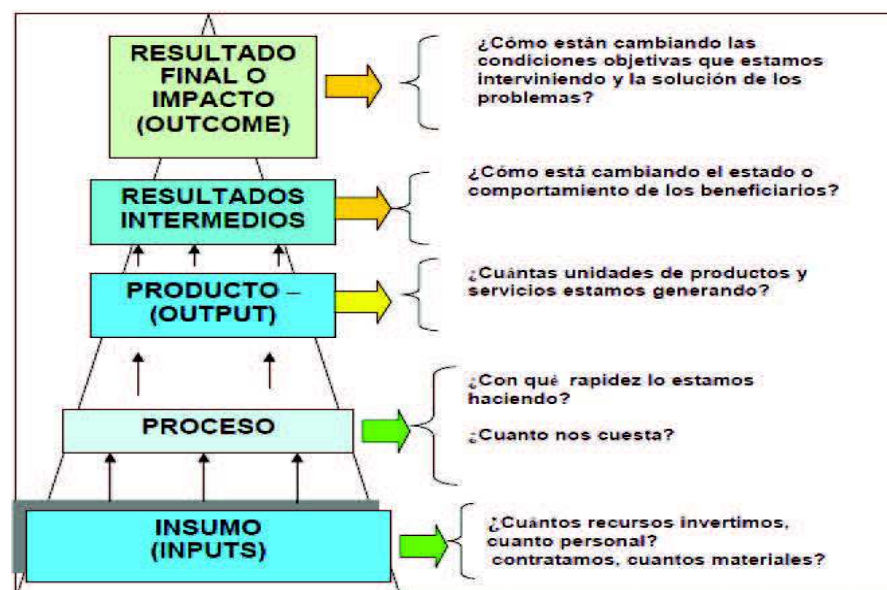 RESULTADO
FINAL O
IMPACTO
(OUTCOME)
¿Cómo están cambiando las
condiciones objetivas que estamos
interviniendo y la solución de los
problemas?
RESULTADOS
INTERMEDIOS
¿Cómo está cambiando el estado o
comportamiento de los beneficiarios?
PRODUCTO –
(OUTPUT)
¿Cuántas unidades de productos y
servicios estamos generando?
PROCESO
¿Con qué rapidez lo estamos
haciendo?
¿Cuanto nos cuesta?
INSUMO
(INPUTS)
¿Cuántos recursos invertimos,
cuanto personal?
contratamos, cuantos materiales?